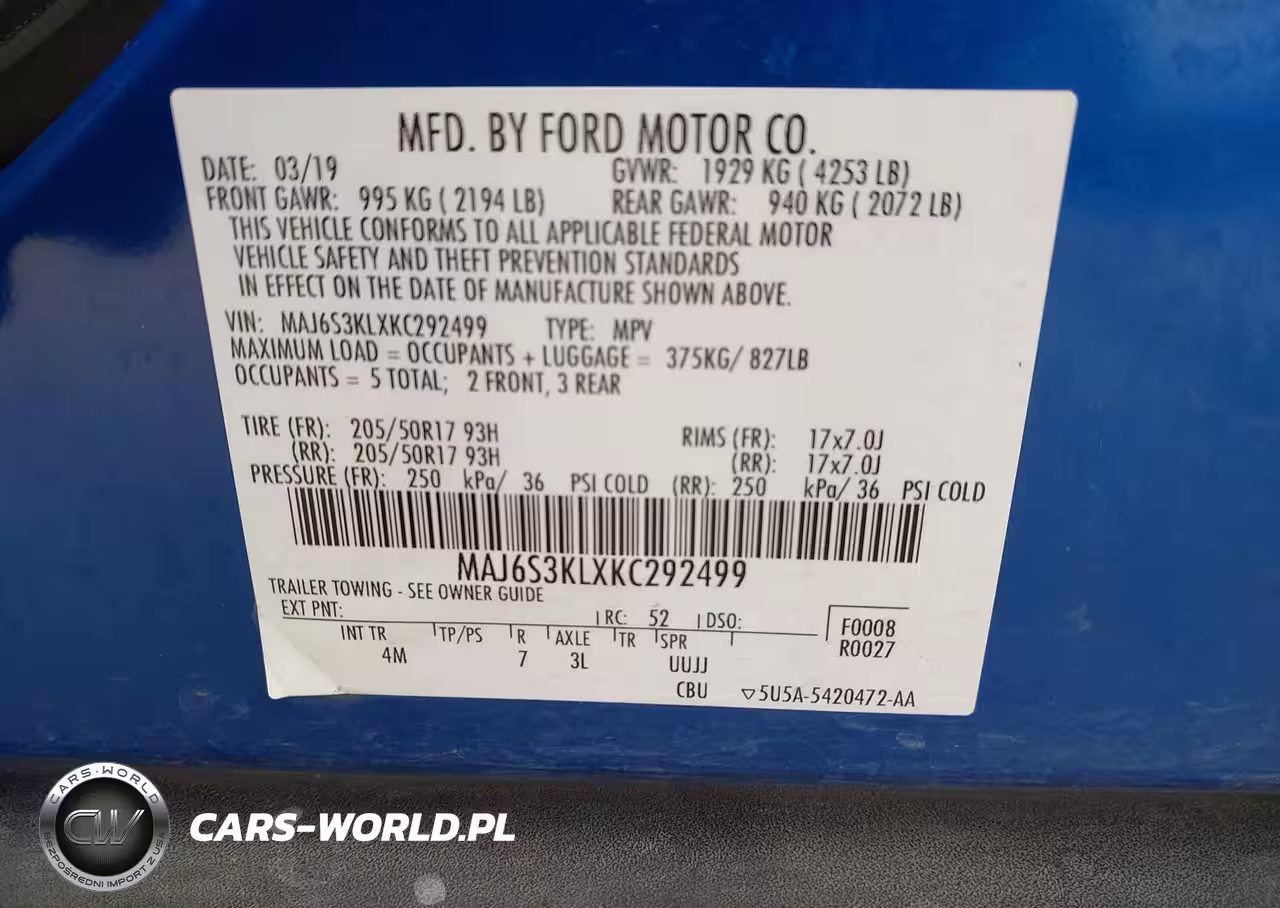 MFD. BY FORD MOTOR CO.
DATE: 03/19 GVWR: 1929 KG ( 4253 LB)
FRONT GAWR: 995 KG ( 2194 LB) REAR GAWR: 940 KG ( 2072 LB)
THIS VEHICLE CONFORMS TO ALL APPLICABLE FEDERAL MOTOR
VEHICLE SAFETY AND THEFT PREVENTION STANDARDS
IN EFFECT ON THE DATE OF MANUFACTURE SHOWN ABOVE.
VIN: MAJ6S3KLXKC292499 TYPE: MPV
MAXIMUM LOAD = OCCUPANTS + LUGGAGE = 375KG/ 827LB
OCCUPANTS = 5 TOTAL; 2 FRONT, 3 REAR
TIRE (FR): 205/50R17 93H RIMS (FR): 17x7.0J
(RR): 205/50R17 93H (RR): 17x7.0J
PRESSURE (FR): 250 kPa/ 36 PSI COLD (RR): 250 kPa/ 36 PSI COLD
MAJ6S3KLXKC292499
TRAILER TOWING - SEE OWNER GUIDE
EXT PNT: RC: 52 DSO: F0008
INT TR TP/PS R AXLE TR SPR R0027
4M 7 3L UUJJ
CBU ▽5U5A-5420472-AA
CARS-WORLD
CW
BEZPOŚREDNI IMPORT Z USA
CARS-WORLD.PL